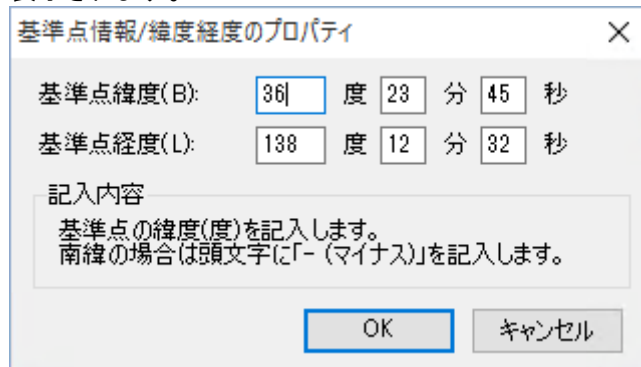 基準点情報/緯度経度のプロパティ
基準点緯度(B): 36 度 23 分 45 秒
基準点経度(L): 138 度 12 分 32 秒
記入内容
基準点の緯度(度)を記入します。
南緯の場合は頭文字に「-(マイナス)」を記入します。
OK キャンセル